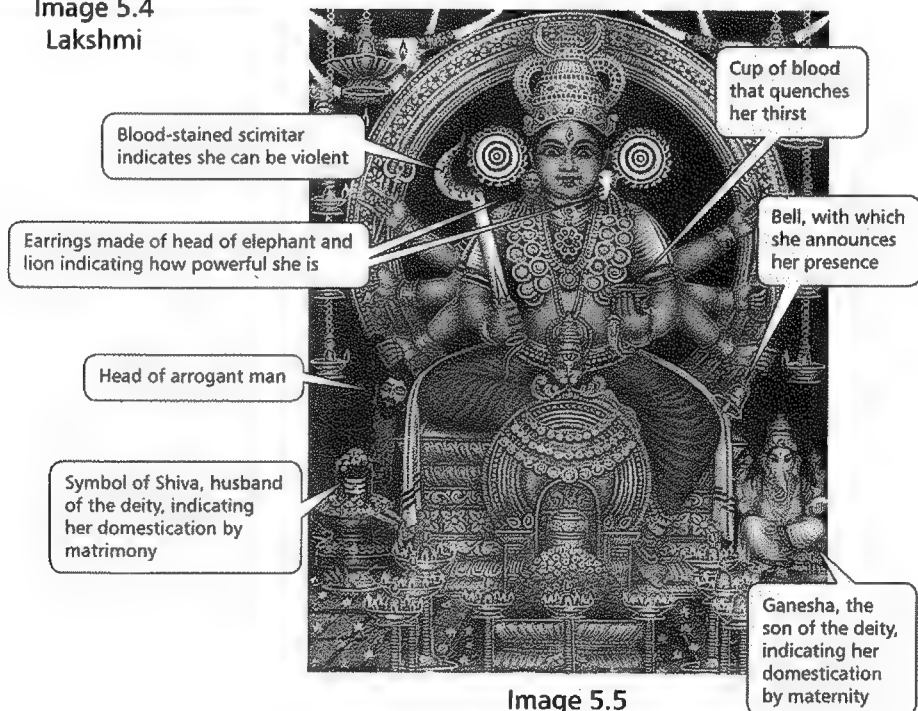 Image 5.4
Lakshmi
Cup of blood
that quenches
her thirst
Blood-stained scimitar
indicates she can be violent
Bell, with which
she announces
her presence
Earrings made of head of elephant and
lion indicating how powerful she is
Head of arrogant man
Symbol of Shiva, husband
of the deity, indicating
her domestication by
matrimony
Ganesha, the
son of the deity,
indicating her
domestication
by maternity
Image 5.5